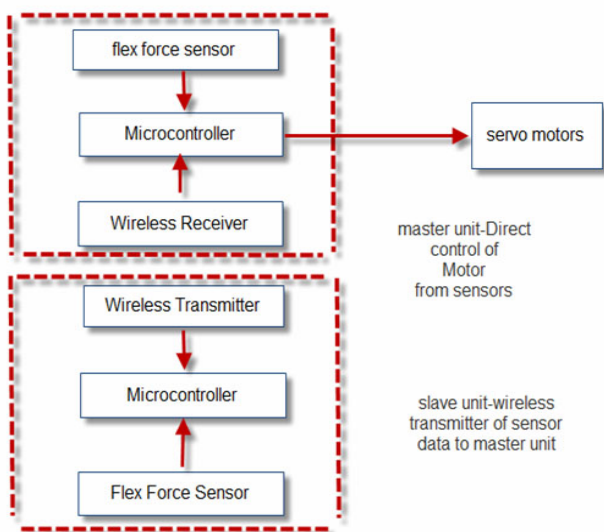 flex force sensor
Microcontroller
servo motors
Wireless Receiver
master unit-Direct
control of
Motor
from sensors
Wireless Transmitter
Microcontroller
slave unit-wireless
transmitter of sensor
data to master unit
Flex Force Sensor